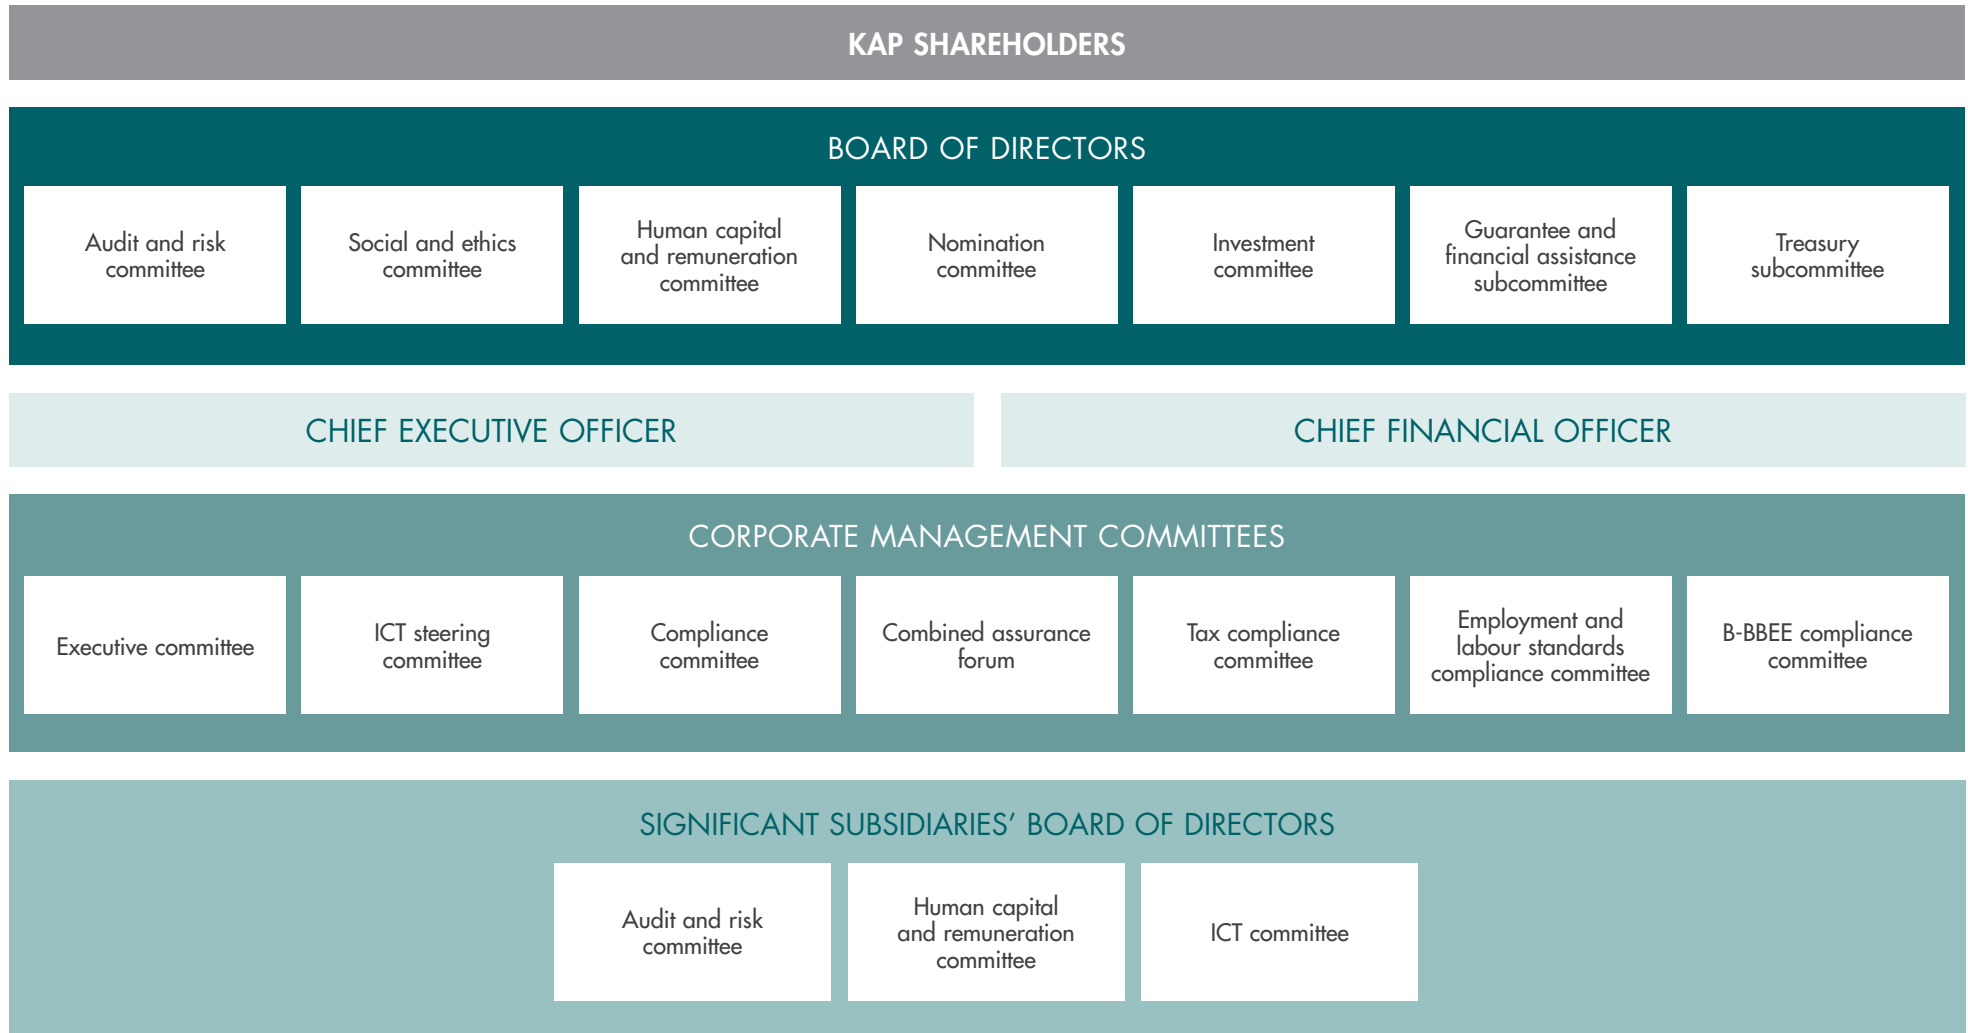 KAP SHAREHOLDERS
BOARD OF DIRECTORS
Audit and risk
committee
Social and ethics
committee
Human capital
and remuneration
committee
Nomination
committee
Investment
committee
Guarantee and
financial assistance
subcommittee
Treasury
subcommittee
CHIEF EXECUTIVE OFFICER
CHIEF FINANCIAL OFFICER
CORPORATE MANAGEMENT COMMITTEES
Executive committee
ICT steering
committee
Compliance
committee
Combined assurance
forum
Tax compliance
committee
Employment and
labour standards
compliance committee
B-BBEE compliance
committee
SIGNIFICANT SUBSIDIARIES’ BOARD OF DIRECTORS
Audit and risk
committee
Human capital
and remuneration
committee
ICT committee